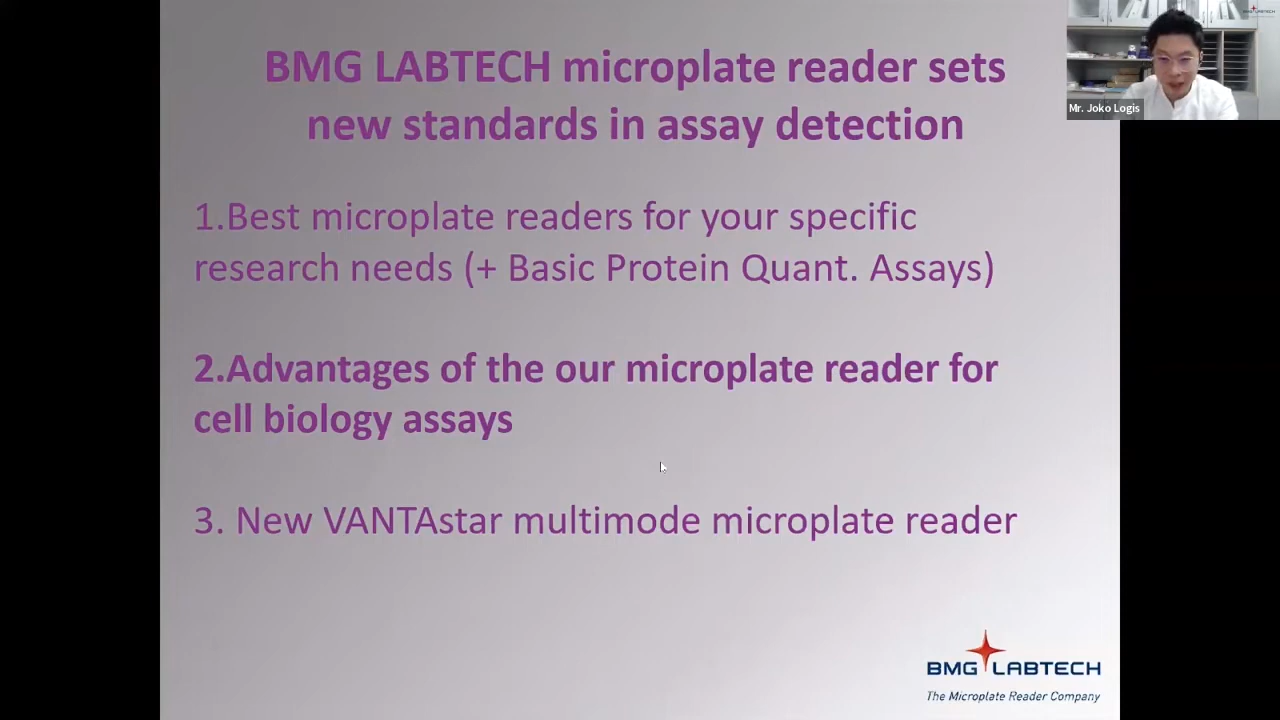 BMG LABTECH microplate reader sets
new standards in assay detection
1.Best microplate readers for your specific
research needs (+ Basic Protein Quant. Assays)
2.Advantages of the our microplate reader for
cell biology assays
3. New VANTAstar multimode microplate reader
BMG LABTECH
The Microplate Reader Company
BMG LABTECH
Mr. Joko Logis